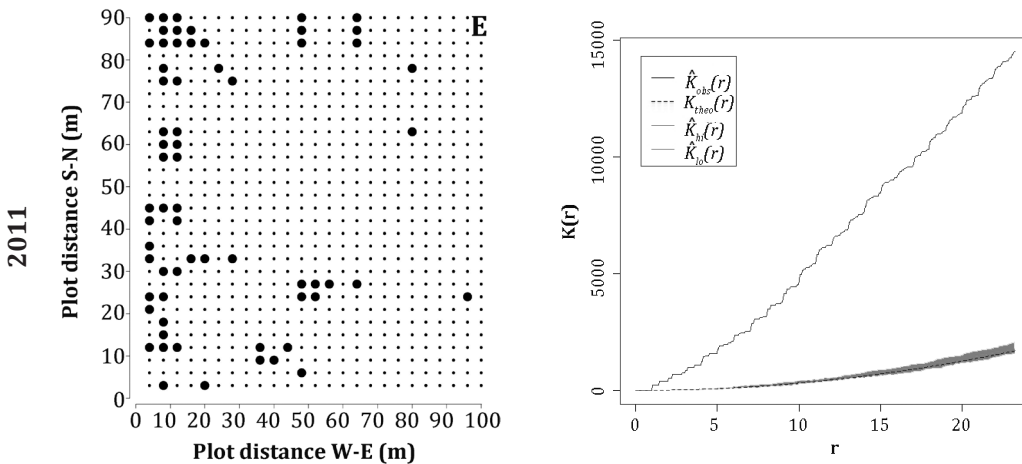 2011
Plot distance S-N (m)
90
80
70
60
50
40
30
20
10
0
E
0 10 20 30 40 50 60 70 80 90 100
Plot distance W-E (m)
K(r)
15000
10000
5000
0
K̂obs(r)
Ktheo(r)
K̂hi(r)
K̂lo(r)
0 5 10 15 20
r